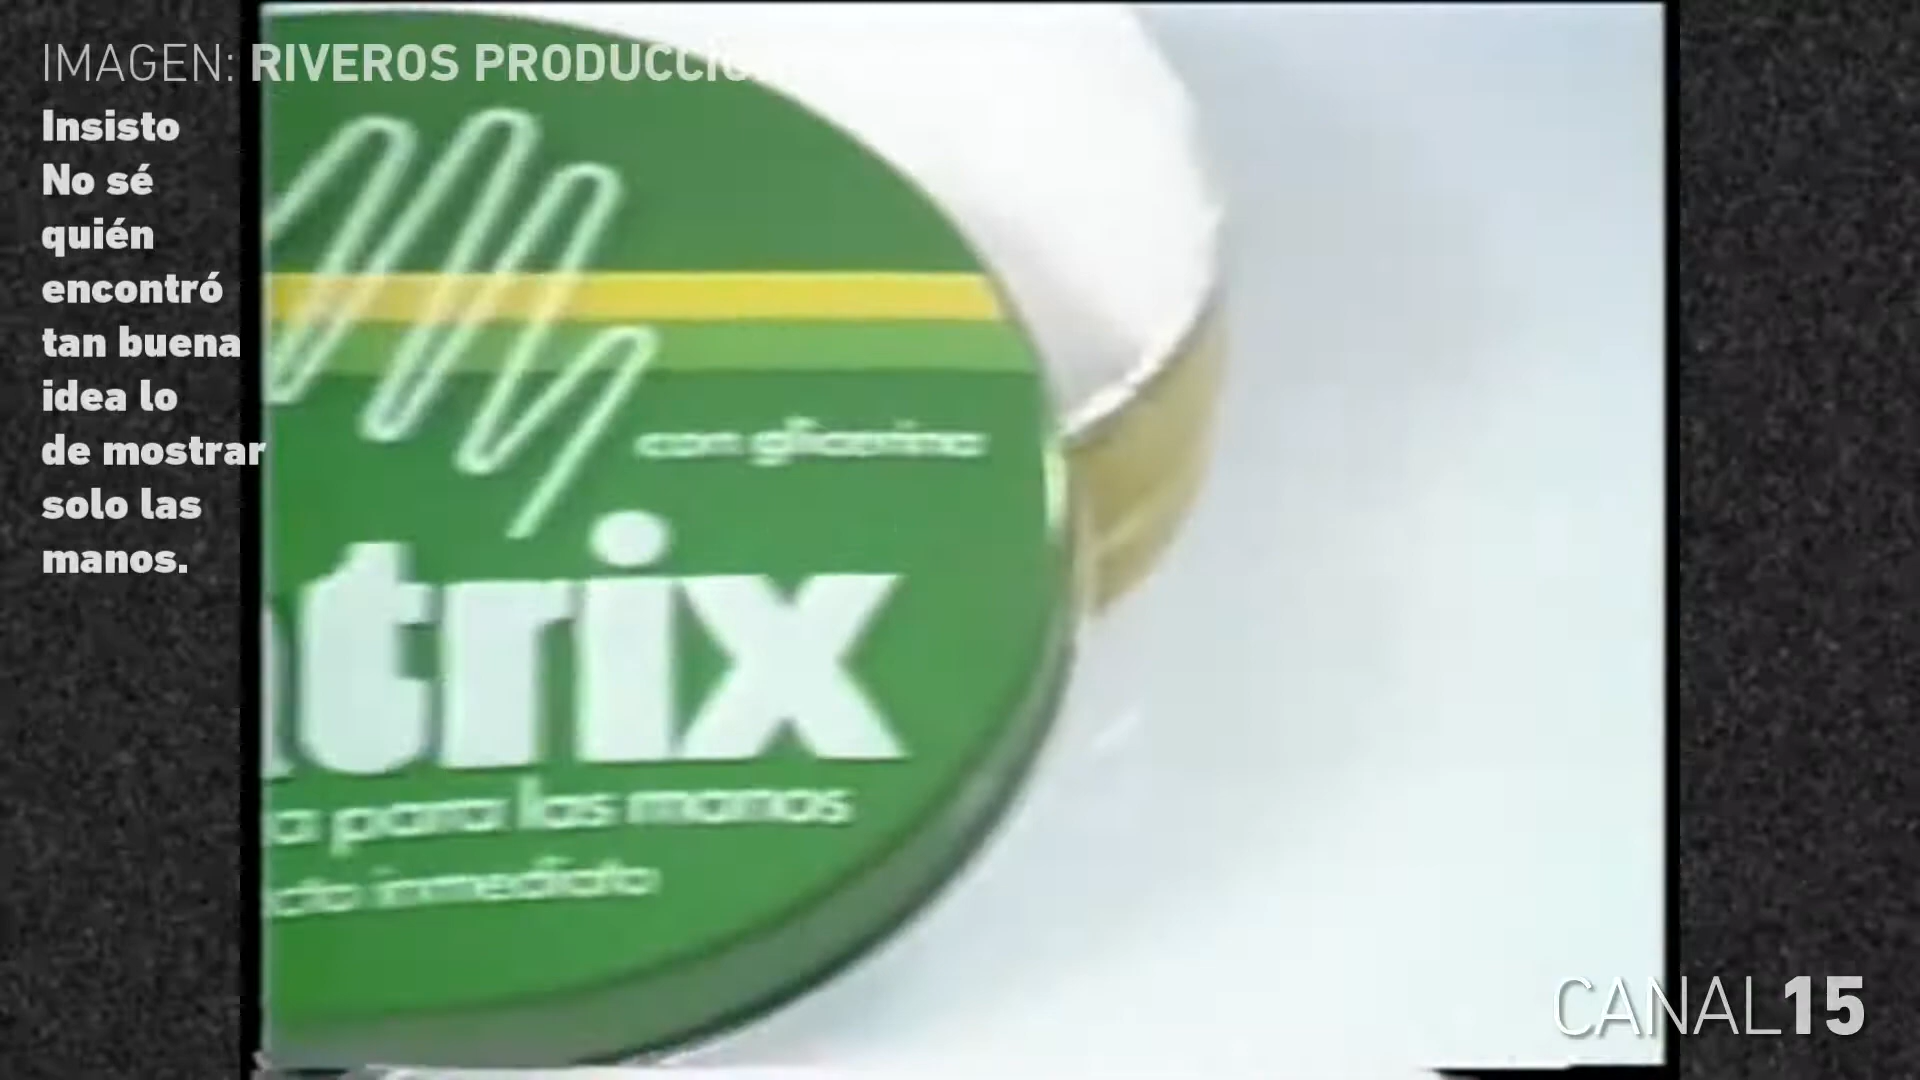 IMAGEN: RIVEROS PRODUCCIO
Insisto
No sé
quién
encontró
tan buena
idea lo
de mostrar
solo las
manos.
con glicerina
trix
para las manos
inmediato
CANAL15